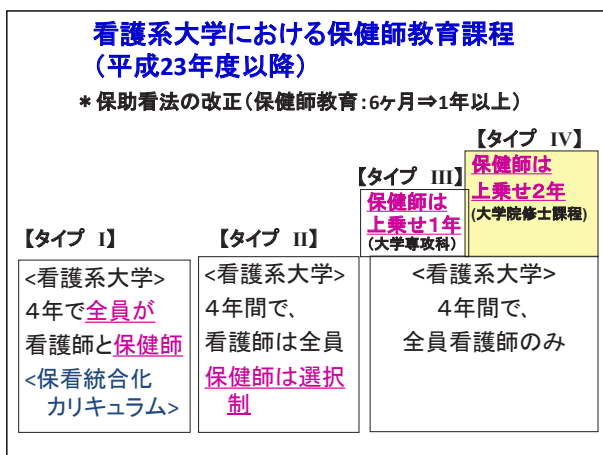 看護系大学における保健師教育課程
（平成23年度以降）
＊保助看法の改正（保健師教育：6ヶ月⇒1年以上）
【タイプ Ⅳ】
保健師は
上乗せ２年
(大学院修士課程)
【タイプ Ⅲ】
保健師は
上乗せ１年
(大学専攻科)
【タイプ Ⅰ】
<看護系大学>
４年で全員が
看護師と保健師
<保看統合化
カリキュラム>
【タイプ Ⅱ】
<看護系大学>
４年間で、
看護師は全員
保健師は選択
制
<看護系大学>
４年間で、
全員看護師のみ